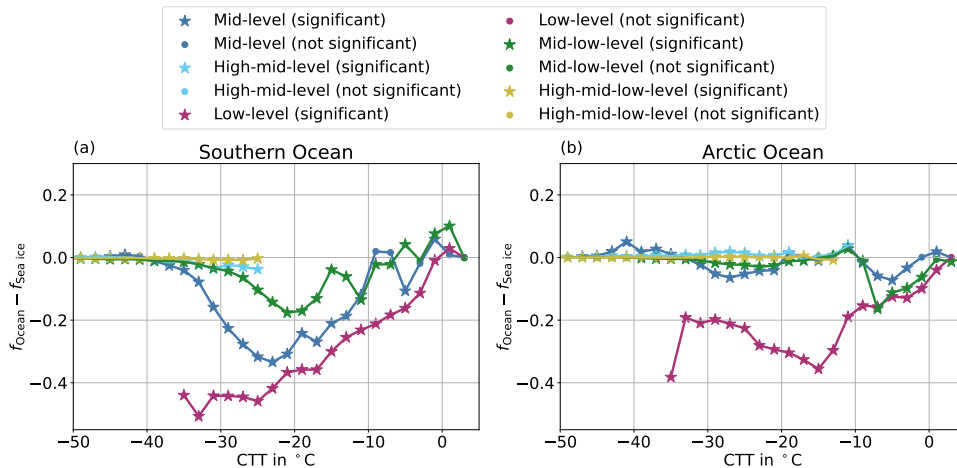 Mid-level (significant)
Mid-level (not significant)
High-mid-level (significant)
High-mid-level (not significant)
Low-level (significant)
Low-level (not significant)
Mid-low-level (significant)
Mid-low-level (not significant)
High-mid-low-level (significant)
High-mid-low-level (not significant)
(a)
Southern Ocean
0.2
0.0
−0.2
−0.4
fOcean − fSea ice
−50 −40 −30 −20 −10 0
CTT in °C
(b)
Arctic Ocean
0.2
0.0
−0.2
−0.4
fOcean − fSea ice
−50 −40 −30 −20 −10 0
CTT in °C